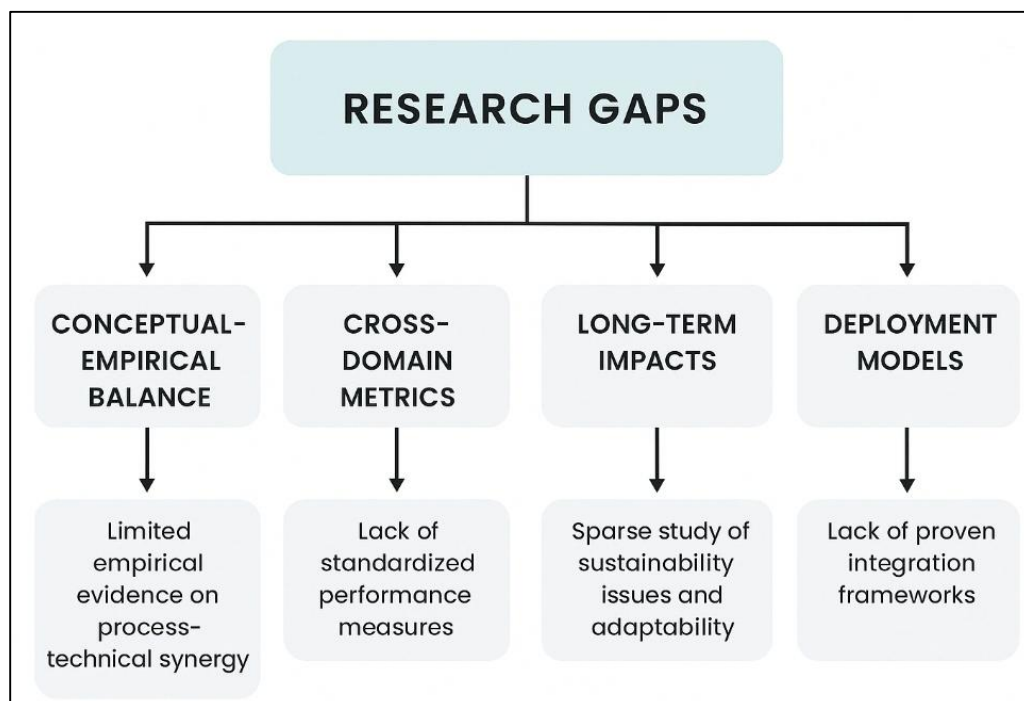 RESEARCH GAPS
CONCEPTUAL-
EMPIRICAL
BALANCE
CROSS-
DOMAIN
METRICS
LONG-TERM
IMPACTS
DEPLOYMENT
MODELS
Limited
empirical
evidence on
process-
technical synergy
Lack of
standardized
performance
measures
Sparse study of
sustainability
issues and
adaptability
Lack of proven
integration
frameworks